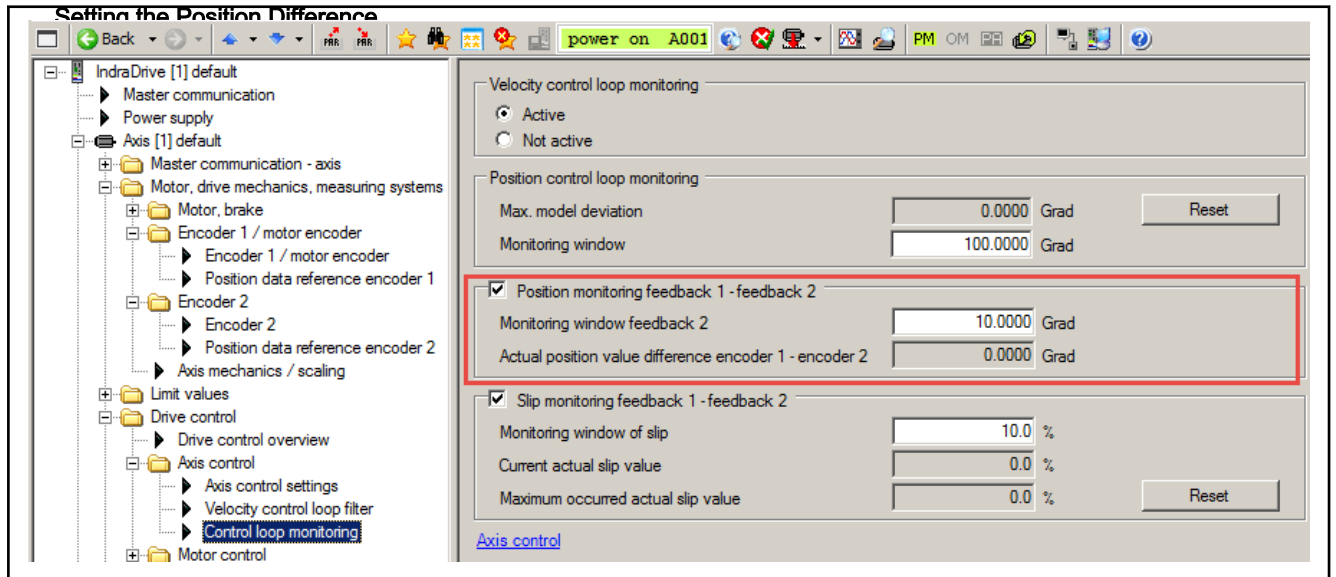 Setting the Position Difference
Back PAR PAR power on A001 PM OM
IndraDrive [1] default
Master communication
Power supply
Axis [1] default
Master communication - axis
Motor, drive mechanics, measuring systems
Motor, brake
Encoder 1 / motor encoder
Encoder 1 / motor encoder
Position data reference encoder 1
Encoder 2
Encoder 2
Position data reference encoder 2
Axis mechanics / scaling
Limit values
Drive control
Drive control overview
Axis control
Axis control settings
Velocity control loop filter
Control loop monitoring
Motor control
Velocity control loop monitoring
Active
Not active
Position control loop monitoring
Max. model deviation 0.0000 Grad Reset
Monitoring window 100.0000 Grad
Position monitoring feedback 1 - feedback 2
Monitoring window feedback 2 10.0000 Grad
Actual position value difference encoder 1 - encoder 2 0.0000 Grad
Slip monitoring feedback 1 - feedback 2
Monitoring window of slip 10.0 %
Current actual slip value 0.0 %
Maximum occurred actual slip value 0.0 % Reset
Axis control